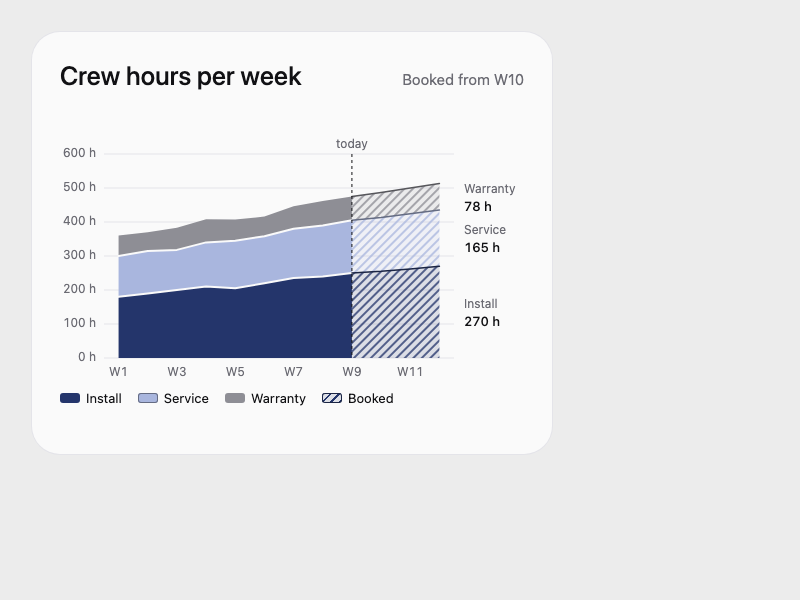 Crew hours per week
Booked from W10
today
600 h
500 h
400 h
300 h
200 h
100 h
0 h
W1 W3 W5 W7 W9 W11
Warranty
78 h
Service
165 h
Install
270 h
Install Service Warranty Booked